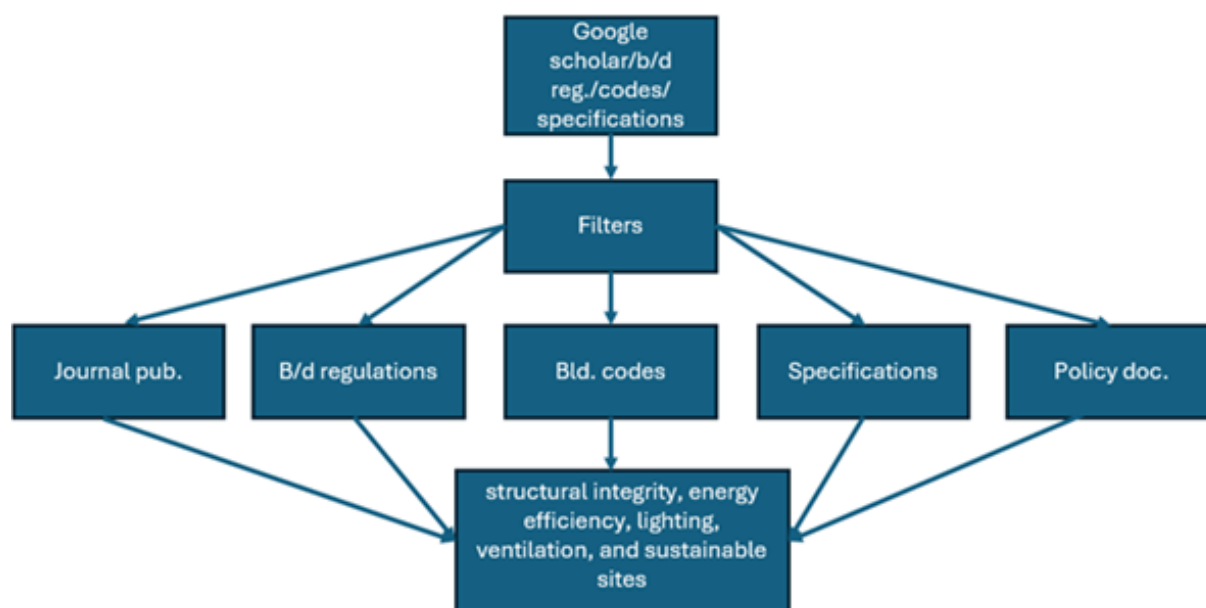 Google
scholar/b/d
reg./codes/
specifications
Filters
Journal pub.
B/d regulations
Bld. codes
Specifications
Policy doc.
structural integrity, energy
efficiency, lighting,
ventilation, and sustainable
sites